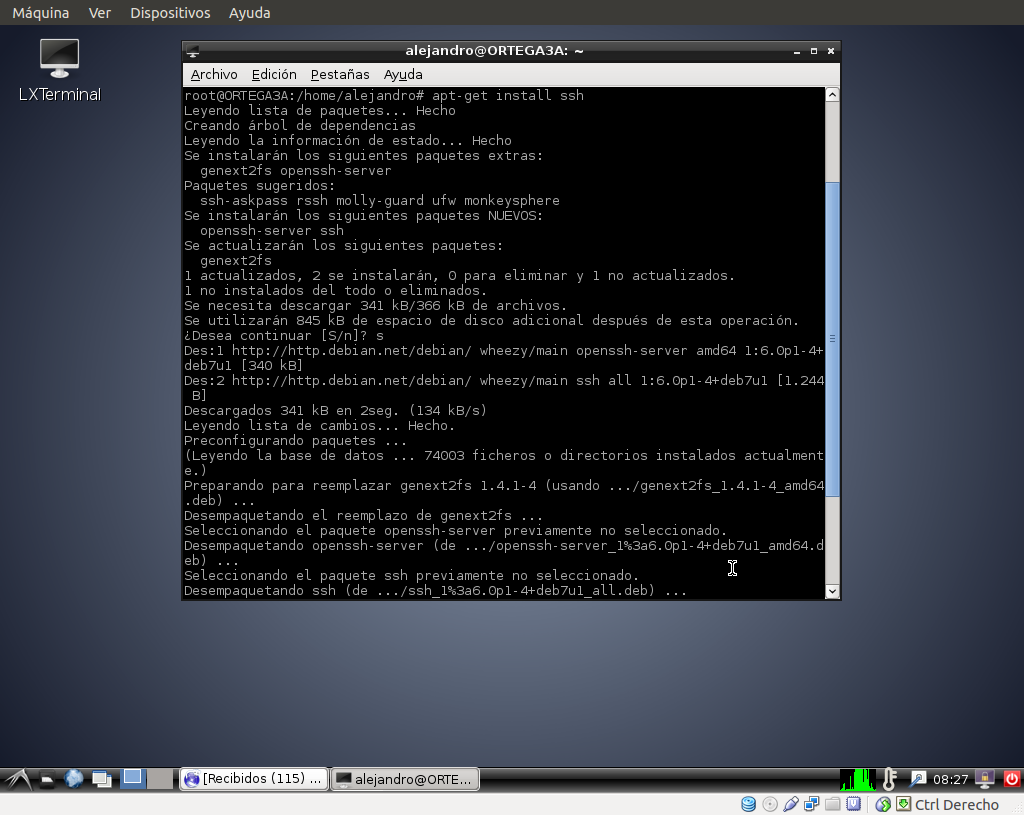 Máquina Ver Dispositivos Ayuda
alejandro@ORTEGA3A: ~
LXTerminal
Archivo Edición Pestañas Ayuda
root@ORTEGA3A:/home/alejandro# apt-get install ssh
Leyendo lista de paquetes... Hecho
Creando árbol de dependencias
Leyendo la información de estado... Hecho
Se instalarán los siguientes paquetes extras:
  genext2fs openssh-server
Paquetes sugeridos:
  ssh-askpass rssh molly-guard ufw monkeysphere
Se instalarán los siguientes paquetes NUEVOS:
  openssh-server ssh
Se actualizarán los siguientes paquetes:
  genext2fs
1 actualizados, 2 se instalarán, 0 para eliminar y 1 no actualizados.
1 no instalados del todo o eliminados.
Se necesita descargar 341 kB/366 kB de archivos.
Se utilizarán 845 kB de espacio de disco adicional después de esta operación.
¿Desea continuar [S/n]? s
Des:1 http://http.debian.net/debian/ wheezy/main openssh-server amd64 1:6.0p1-4+
deb7u1 [340 kB]
Des:2 http://http.debian.net/debian/ wheezy/main ssh all 1:6.0p1-4+deb7u1 [1.244
 B]
Descargados 341 kB en 2seg. (134 kB/s)
Leyendo lista de cambios... Hecho.
Preconfigurando paquetes ...
(Leyendo la base de datos ... 74003 ficheros o directorios instalados actualment
e.)
Preparando para reemplazar genext2fs 1.4.1-4 (usando .../genext2fs_1.4.1-4_amd64
.deb) ...
Desempaquetando el reemplazo de genext2fs ...
Seleccionando el paquete openssh-server previamente no seleccionado.
Desempaquetando openssh-server (de .../openssh-server_1%3a6.0p1-4+deb7u1_amd64.d
eb) ...
Seleccionando el paquete ssh previamente no seleccionado.
Desempaquetando ssh (de .../ssh_1%3a6.0p1-4+deb7u1_all.deb) ...
[Recibidos (115) ... alejandro@ORTE... 08:27
Ctrl Derecho